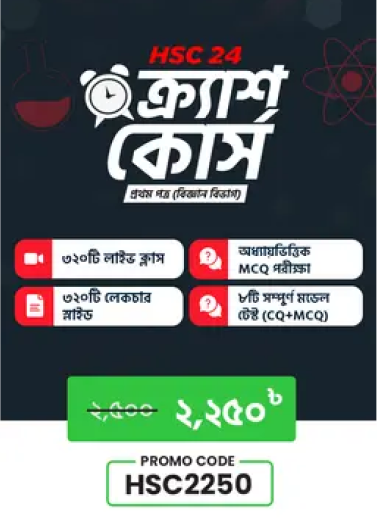 HSC 24
ক্র্যাশ
কোর্স
প্রথম পত্র (বিজ্ঞান বিভাগ)
৩২০টি লাইভ ক্লাস
অধ্যায়ভিত্তিক
MCQ পরীক্ষা
৩২০টি লেকচার
স্লাইড
৮টি সম্পুর্ণ মডেল
টেস্ট (CQ+MCQ)
২,৫০০ ২,২৫০৳
PROMO CODE
HSC2250